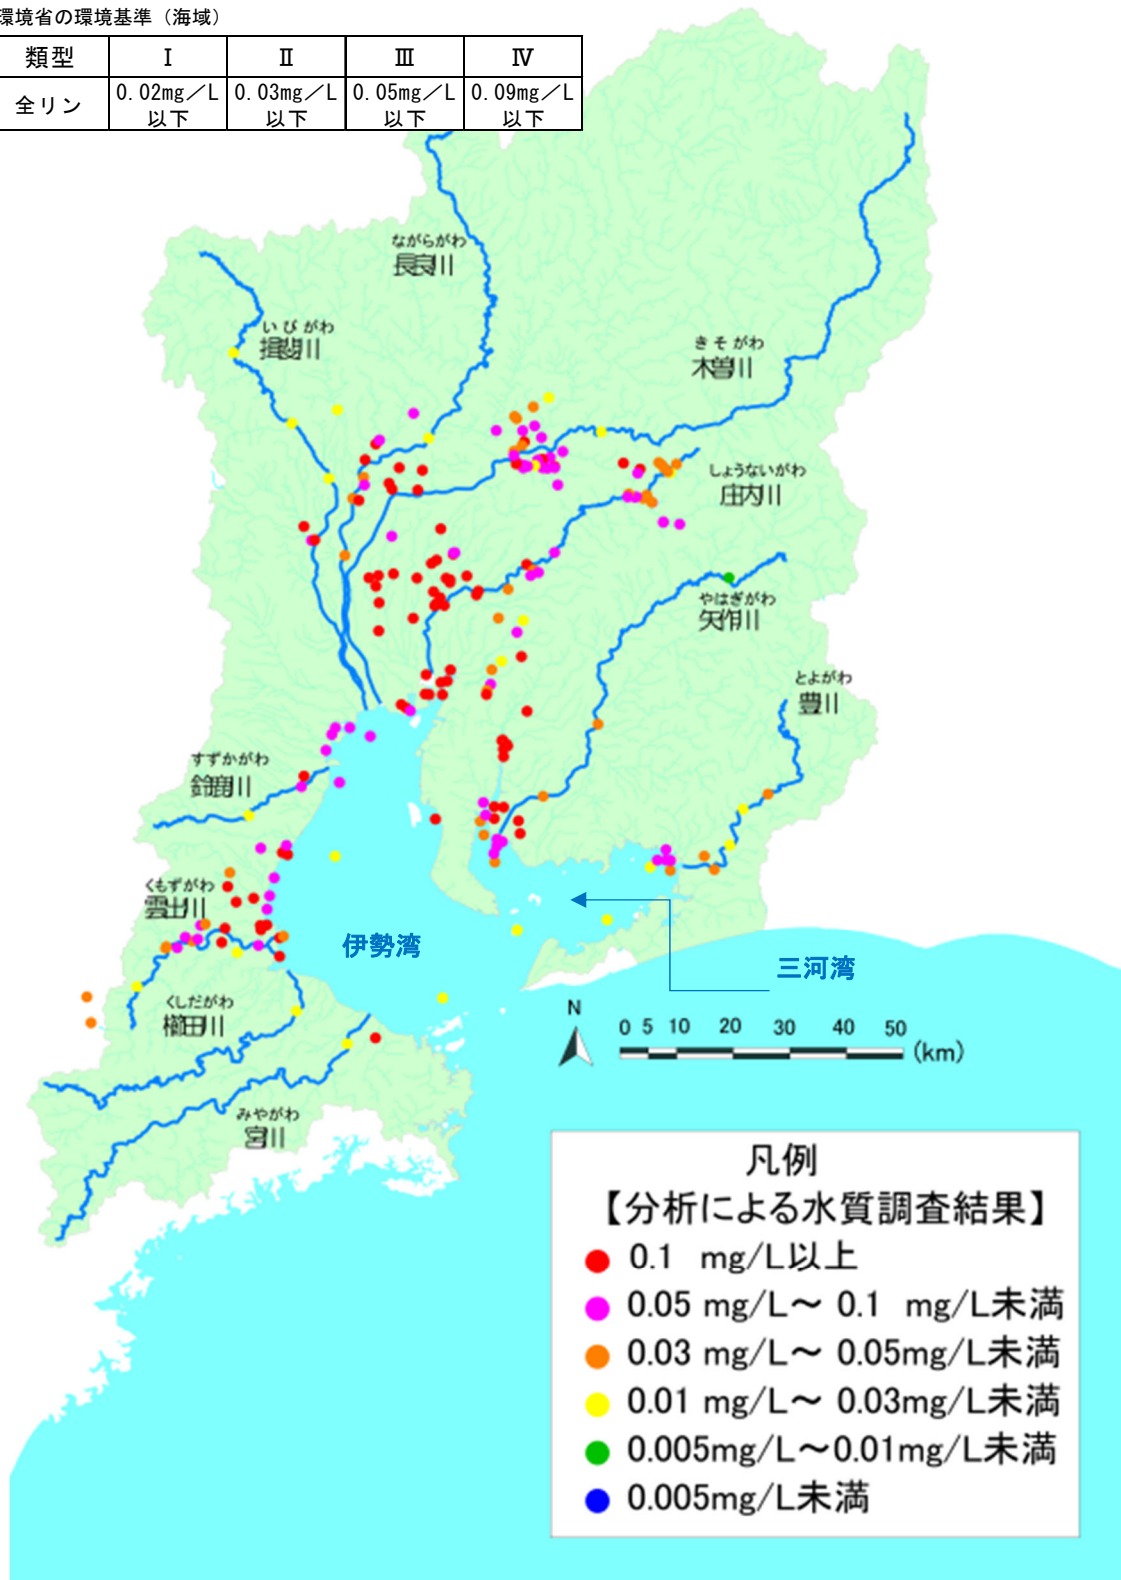 環境省の環境基準（海域）
類型 Ⅰ Ⅱ Ⅲ Ⅳ
全リン 0.02mg／L以下 0.03mg／L以下 0.05mg／L以下 0.09mg／L以下
ながらがわ
長良川
いびがわ
揖斐川
きそがわ
木曽川
しょうないがわ
庄内川
やはぎがわ
矢作川
とよがわ
豊川
すずかがわ
鈴鹿川
くもずがわ
雲出川
伊勢湾
三河湾
くしだがわ
櫛田川
みやがわ
宮川
N
0 5 10 20 30 40 50
(km)
凡例
【分析による水質調査結果】
0.1 mg/L以上
0.05 mg/L～ 0.1 mg/L未満
0.03 mg/L～ 0.05mg/L未満
0.01 mg/L～ 0.03mg/L未満
0.005mg/L～0.01mg/L未満
0.005mg/L未満